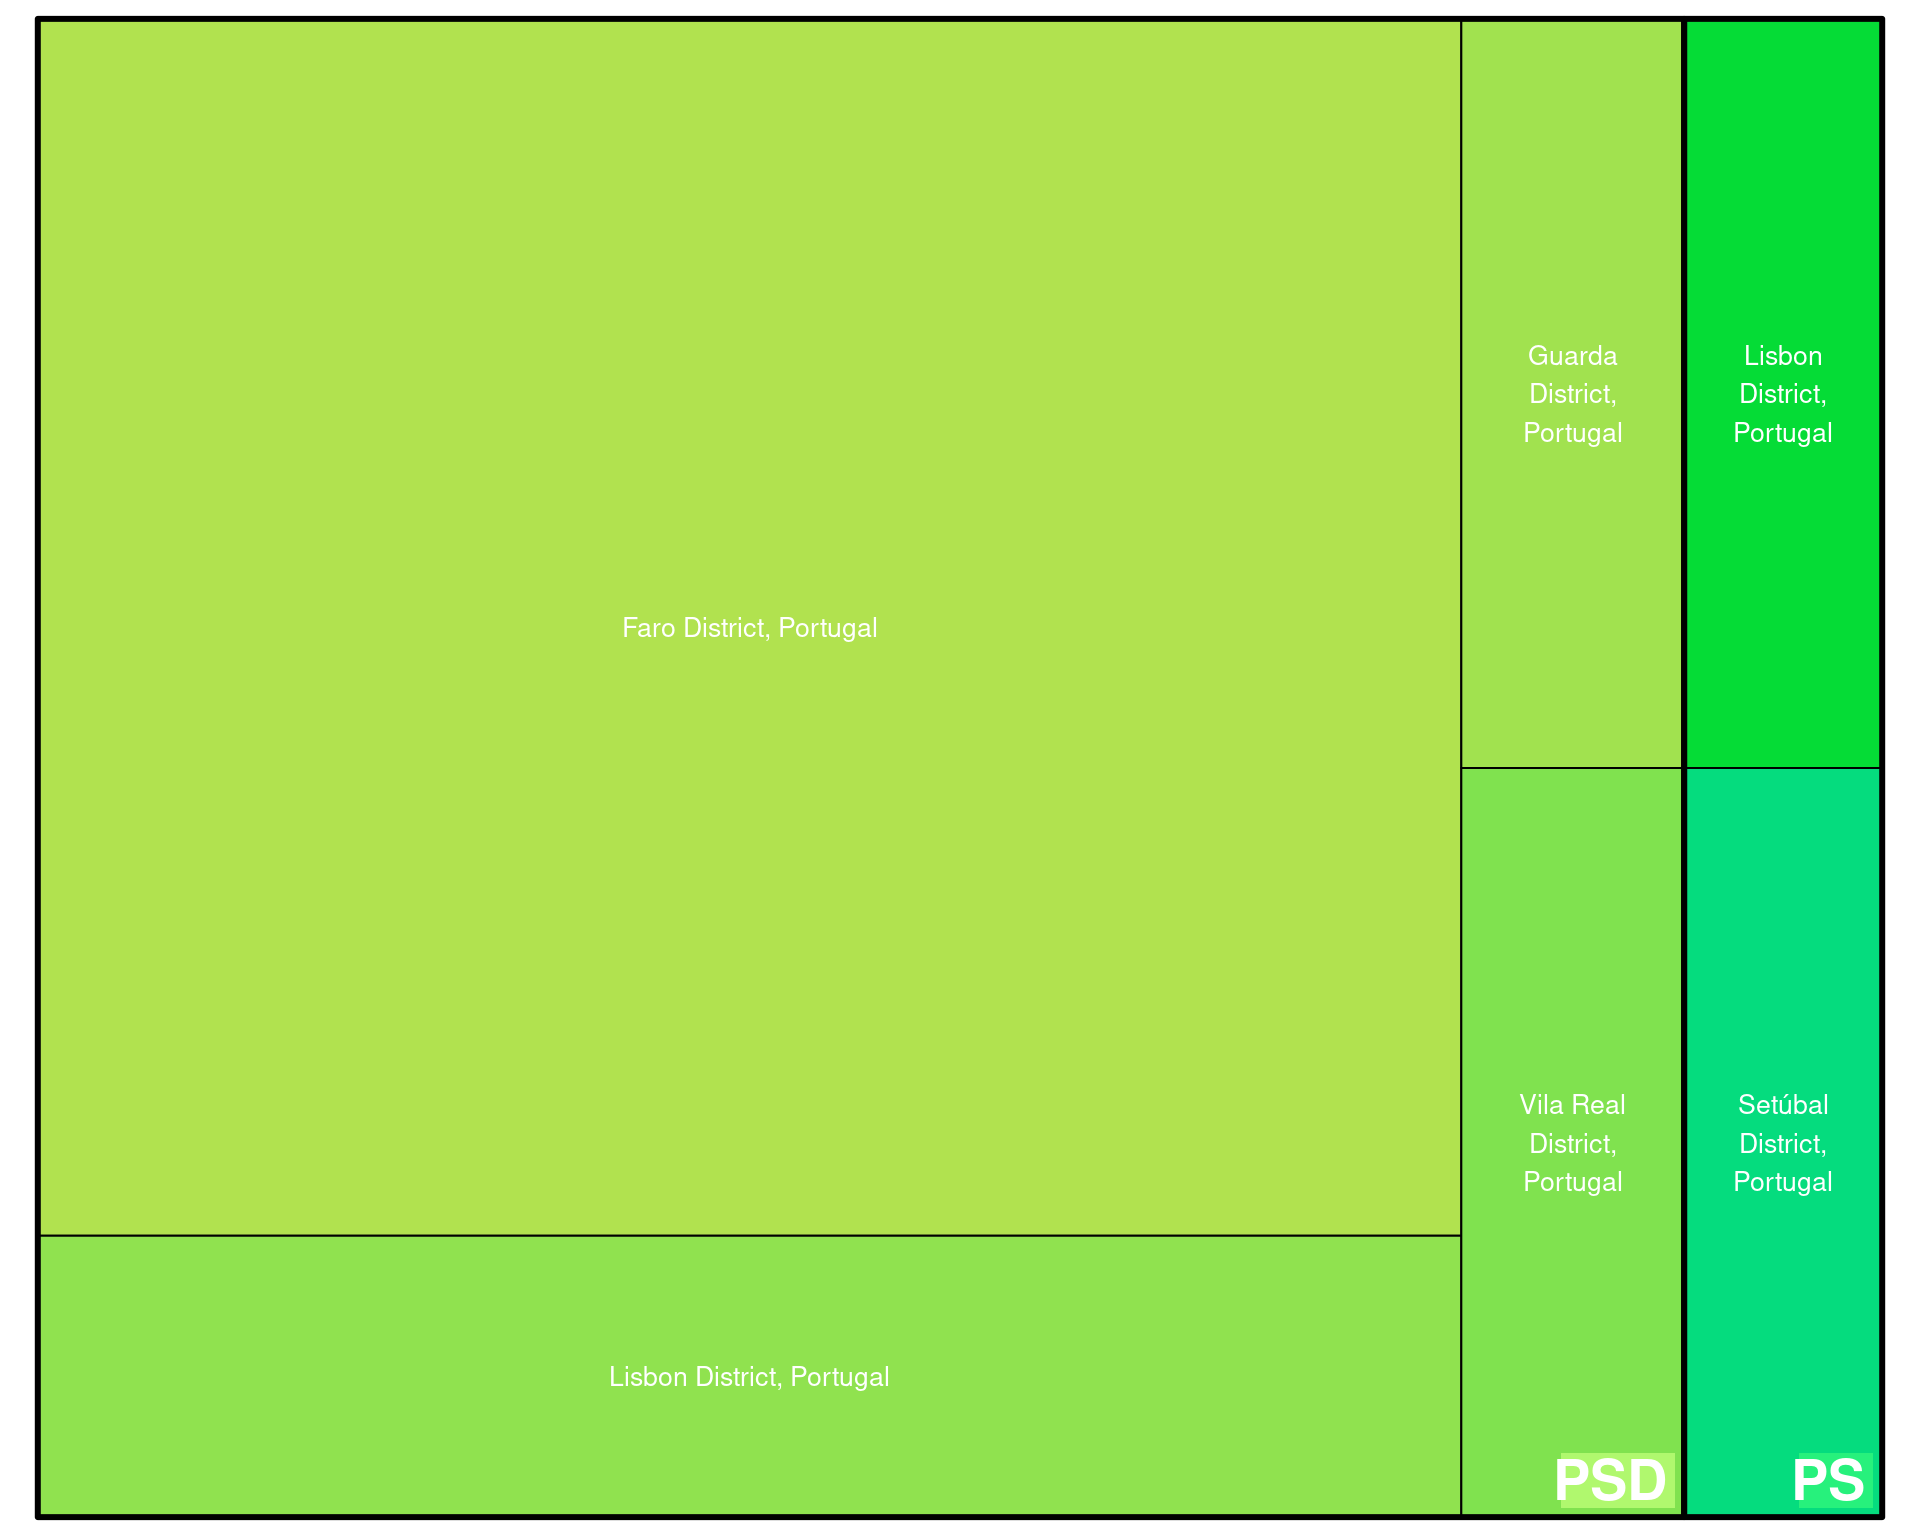 Faro District, Portugal
Lisbon District, Portugal
Guarda
District,
Portugal
Vila Real
District,
Portugal
PSD
Lisbon
District,
Portugal
Setúbal
District,
Portugal
PS